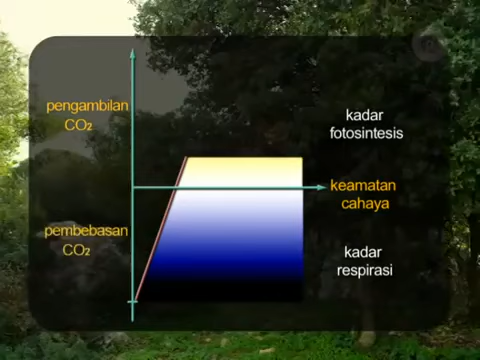 pengambilan
CO₂
kadar
fotosintesis
keamatan
cahaya
pembebasan
CO₂
kadar
respirasi